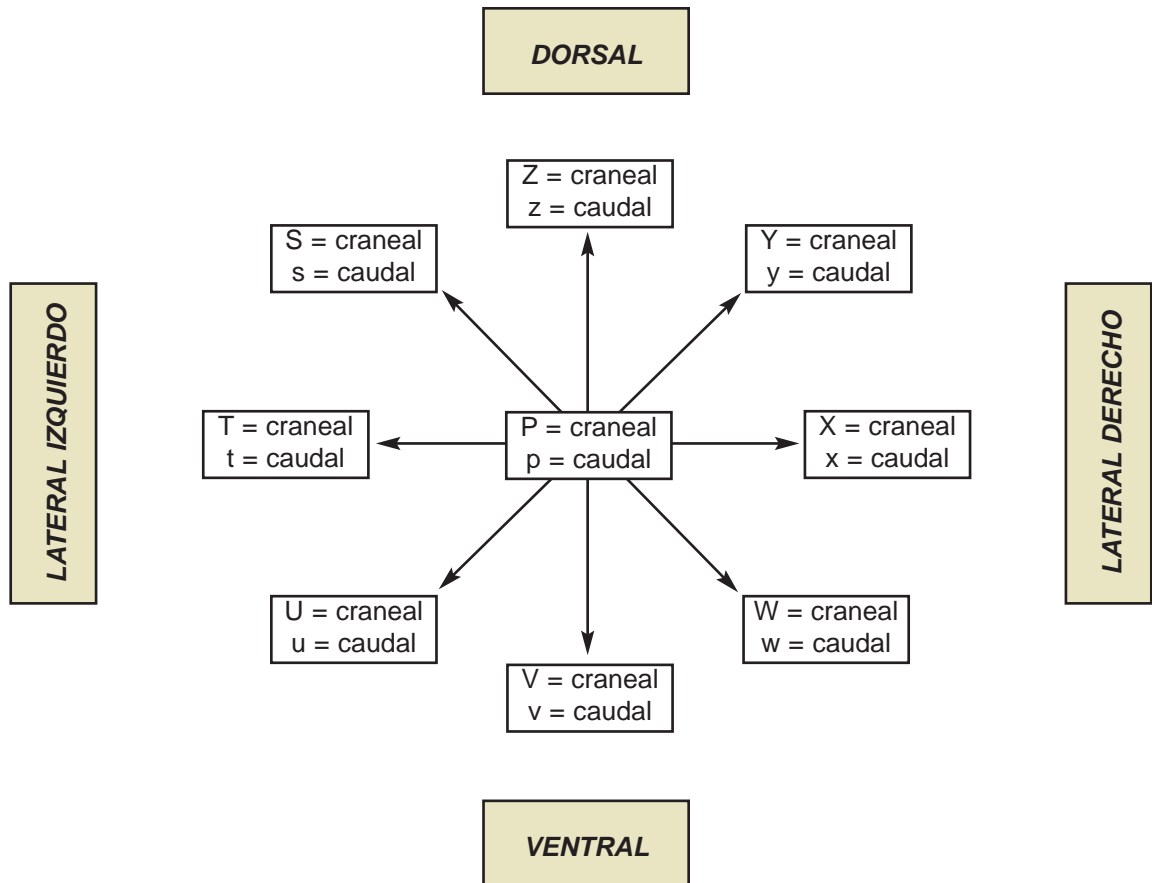 DORSAL
Z = craneal
z = caudal
S = craneal
s = caudal
Y = craneal
y = caudal
LATERAL IZQUIERDO
T = craneal
t = caudal
P = craneal
p = caudal
X = craneal
x = caudal
LATERAL DERECHO
U = craneal
u = caudal
W = craneal
w = caudal
V = craneal
v = caudal
VENTRAL